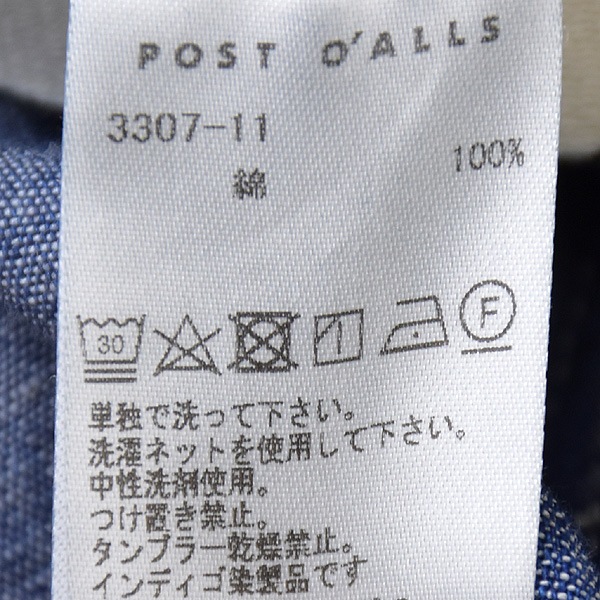 POST O'ALLS
3307-11
綿 100%
30 F
単独で洗って下さい。
洗濯ネットを使用して下さい。
中性洗剤使用。
つけ置き禁止。
タンブラー乾燥禁止。
インディゴ染製品です